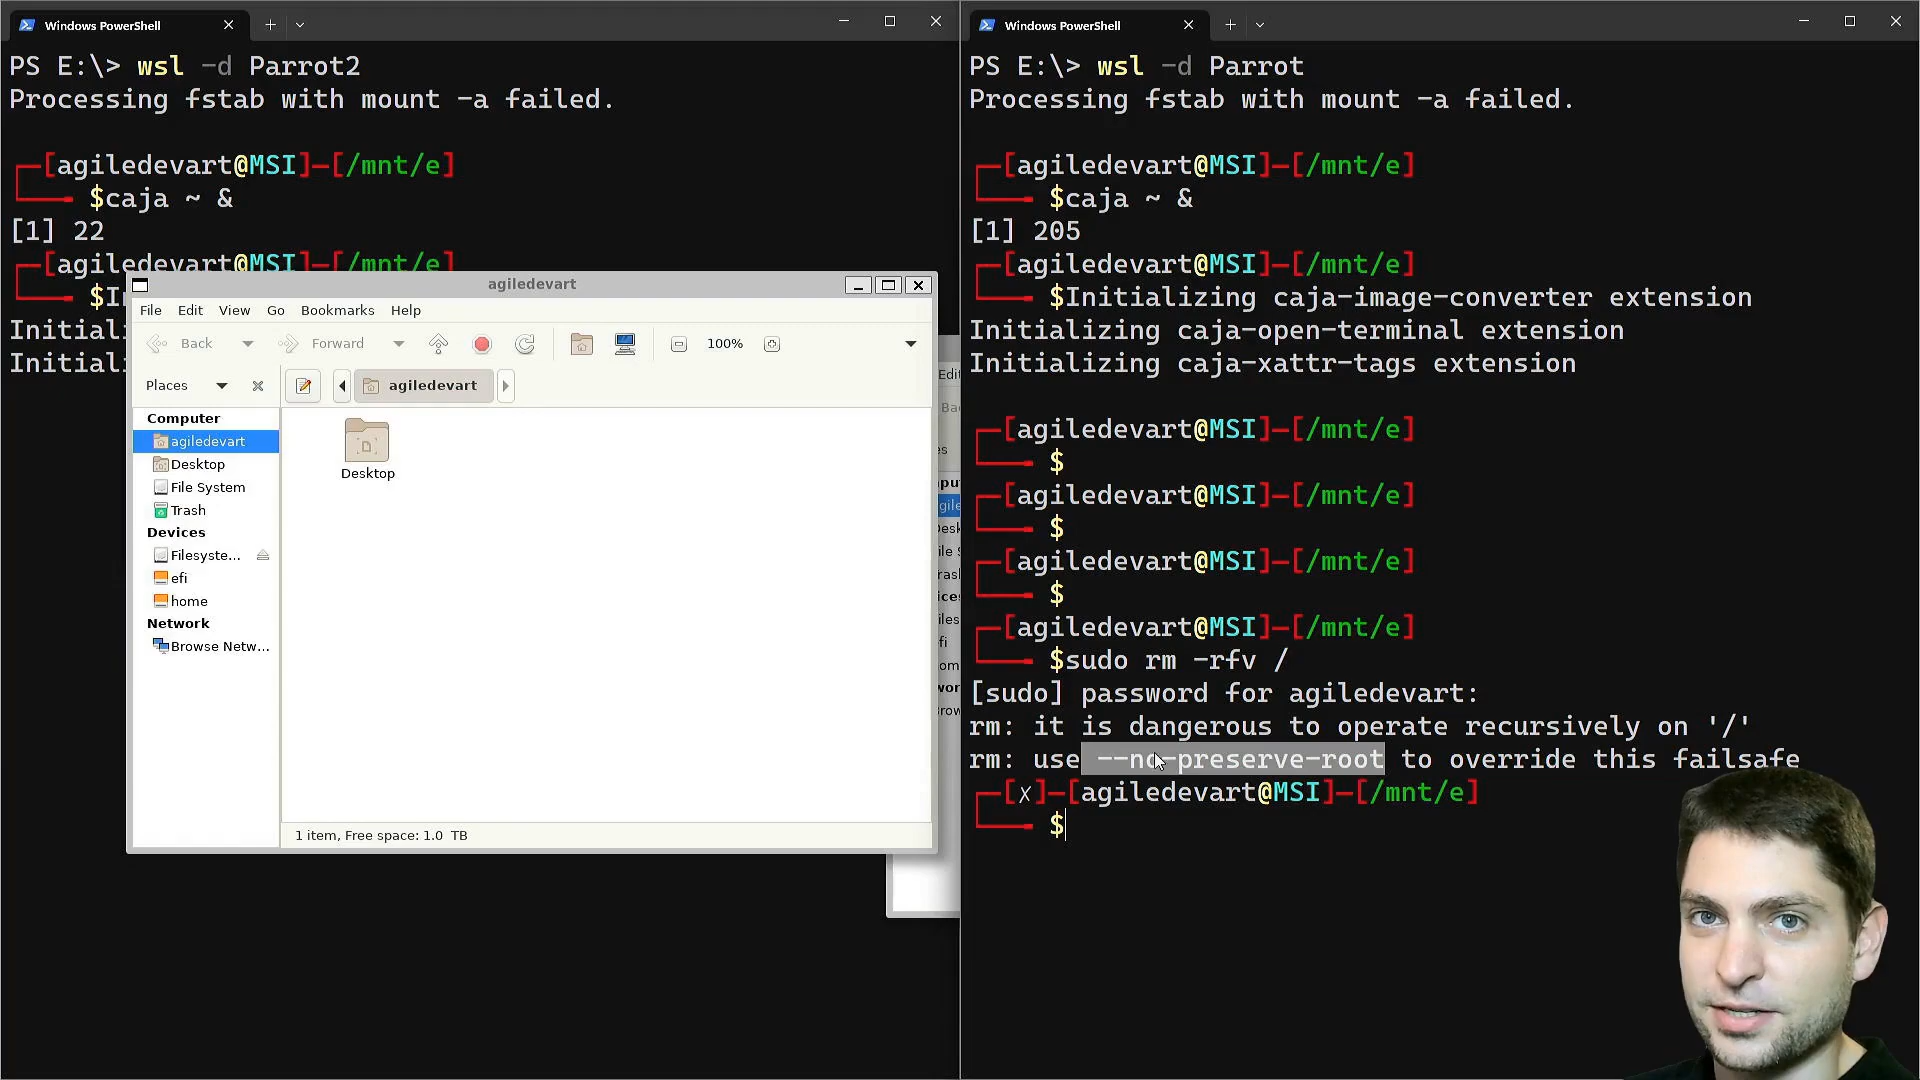 Windows PowerShell
PS E:\> wsl -d Parrot2
Processing fstab with mount -a failed.
[agiledevart@MSI]-[/mnt/e]
$caja ~ &
[1] 22
[agiledevart@MSI]-[/mnt/e]
$In
Initiali
Initiali
agiledevart
File Edit View Go Bookmarks Help
Back Forward 100%
Places agiledevart
Computer
agiledevart
Desktop
File System
Trash
Devices
Filesyste...
efi
home
Network
Browse Netw...
Desktop
1 item, Free space: 1.0 TB
Edit
Windows PowerShell
PS E:\> wsl -d Parrot
Processing fstab with mount -a failed.
[agiledevart@MSI]-[/mnt/e]
$caja ~ &
[1] 205
[agiledevart@MSI]-[/mnt/e]
$Initializing caja-image-converter extension
Initializing caja-open-terminal extension
Initializing caja-xattr-tags extension
[agiledevart@MSI]-[/mnt/e]
$
[agiledevart@MSI]-[/mnt/e]
$
[agiledevart@MSI]-[/mnt/e]
$
[agiledevart@MSI]-[/mnt/e]
$sudo rm -rfv /
[sudo] password for agiledevart:
rm: it is dangerous to operate recursively on '/'
rm: use --no-preserve-root to override this failsafe
[x]-[agiledevart@MSI]-[/mnt/e]
$